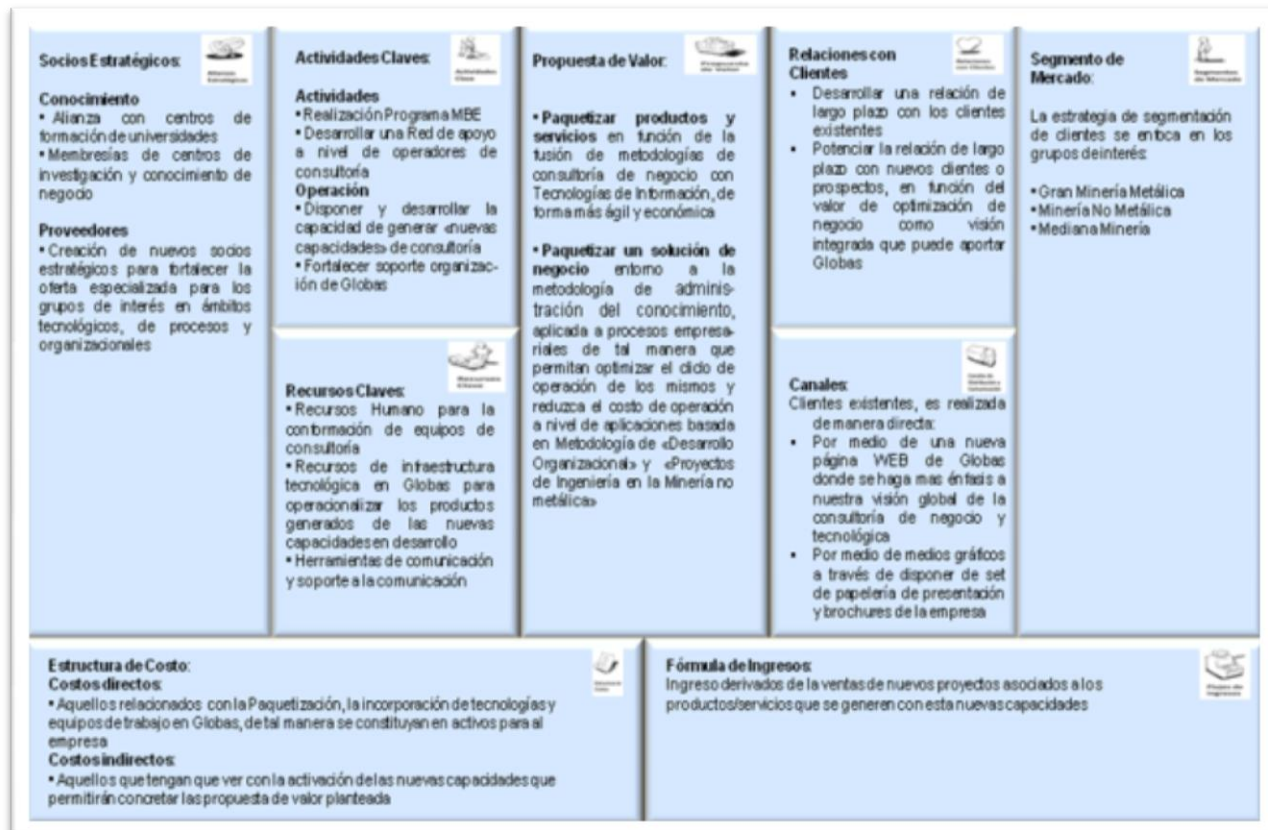 Socios Estratégicos:
Alianzas
Estratégicas
Conocimiento
▪ Alianza con centros de
formación de universidades
▪ Membresías de centros de
investigación y conocimiento de
negocio
Proveedores
▪ Creación de nuevos socios
estratégicos para fortalecer la
oferta especializada para los
grupos de interés en ámbitos
tecnológicos, de procesos y
organizacionales
Actividades Claves:
Actividades
Clave
Actividades
▪ Realización Programa MBE
▪ Desarrollar una Red de apoyo
a nivel de operadores de
consultoría
Operación
▪ Disponer y desarrollar la
capacidad de generar «nuevas
capacidades» de consultoría
▪ Fortalecer soporte organizac-
ión de Globas
Recursos
Clave
Recursos Claves:
▪ Recursos Humano para la
conformación de equipos de
consultoría
▪ Recursos de infraestructura
tecnológica en Globas para
operacionalizar los productos
generados de las nuevas
capacidades en desarrollo
▪ Herramientas de comunicación
y soporte a la comunicación
Propuesta de Valor:
Propuesta
de Valor
▪ Paquetizar productos y
servicios en función de la
fusión de metodologías de
consultoría de negocio con
Tecnologías de Información, de
forma más ágil y económica
▪ Paquetizar un solución de
negocio entorno a la
metodología de adminis-
tración del conocimiento,
aplicada a procesos empresa-
riales de tal manera que
permitan optimizar el ciclo de
operación de los mismos y
reduzca el costo de operación
a nivel de aplicaciones basada
en Metodología de «Desarrollo
Organizacional» y «Proyectos
de Ingeniería en la Minería no
metálica»
Relaciones con
Clientes
Relaciones
con Clientes
▪ Desarrollar una relación de
largo plazo con los clientes
existentes
▪ Potenciar la relación de largo
plazo con nuevos clientes o
prospectos, en función del
valor de optimización de
negocio como visión
integrada que puede aportar
Globas
Canales:
Clientes existentes, es realizada
de manera directa:
▪ Por medio de una nueva
página WEB de Globas
donde se haga mas énfasis a
nuestra visión global de la
consultoría de negocio y
tecnológica
▪ Por medio de medios gráficos
a través de disponer de set
de papelería de presentación
y brochures de la empresa
Segmento de
Mercado:
Segmentos
de Mercado
La estrategia de segmentación
de clientes se enfoca en los
grupos de interés:
▪ Gran Minería Metálica
▪ Minería No Metálica
▪ Mediana Minería
Estructura de Costo:
Costos directos:
▪ Aquellos relacionados con la Paquetización, la incorporación de tecnologías y
equipos de trabajo en Globas, de tal manera se constituyan en activos para al
empresa
Costos indirectos:
▪ Aquellos que tengan que ver con la activación de las nuevas capacidades que
permitirán concretar las propuesta de valor planteada
Fórmula de Ingresos:
Flujos de
Ingresos
Ingreso derivados de la ventas de nuevos proyectos asociados a los
productos/servicios que se generen con esta nuevas capacidades